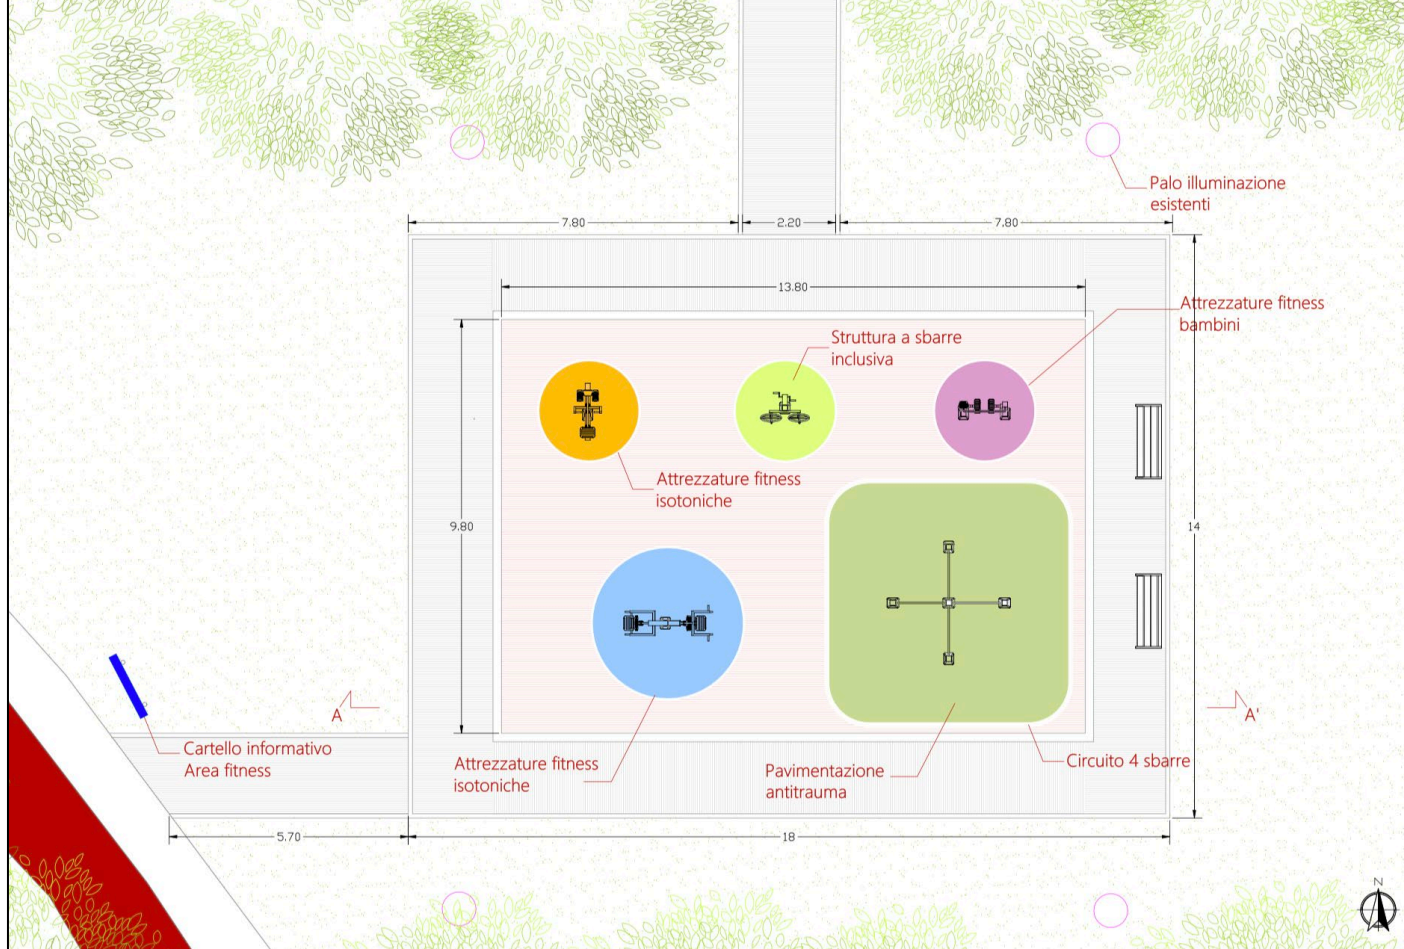 Palo illuminazione
esistenti
7.80
2.20
7.80
13.80
Attrezzature fitness
bambini
Struttura a sbarre
inclusiva
Attrezzature fitness
isotoniche
9.80
14
A
A'
Cartello informativo
Area fitness
Attrezzature fitness
isotoniche
Pavimentazione
antitrauma
Circuito 4 sbarre
5.70
18
N